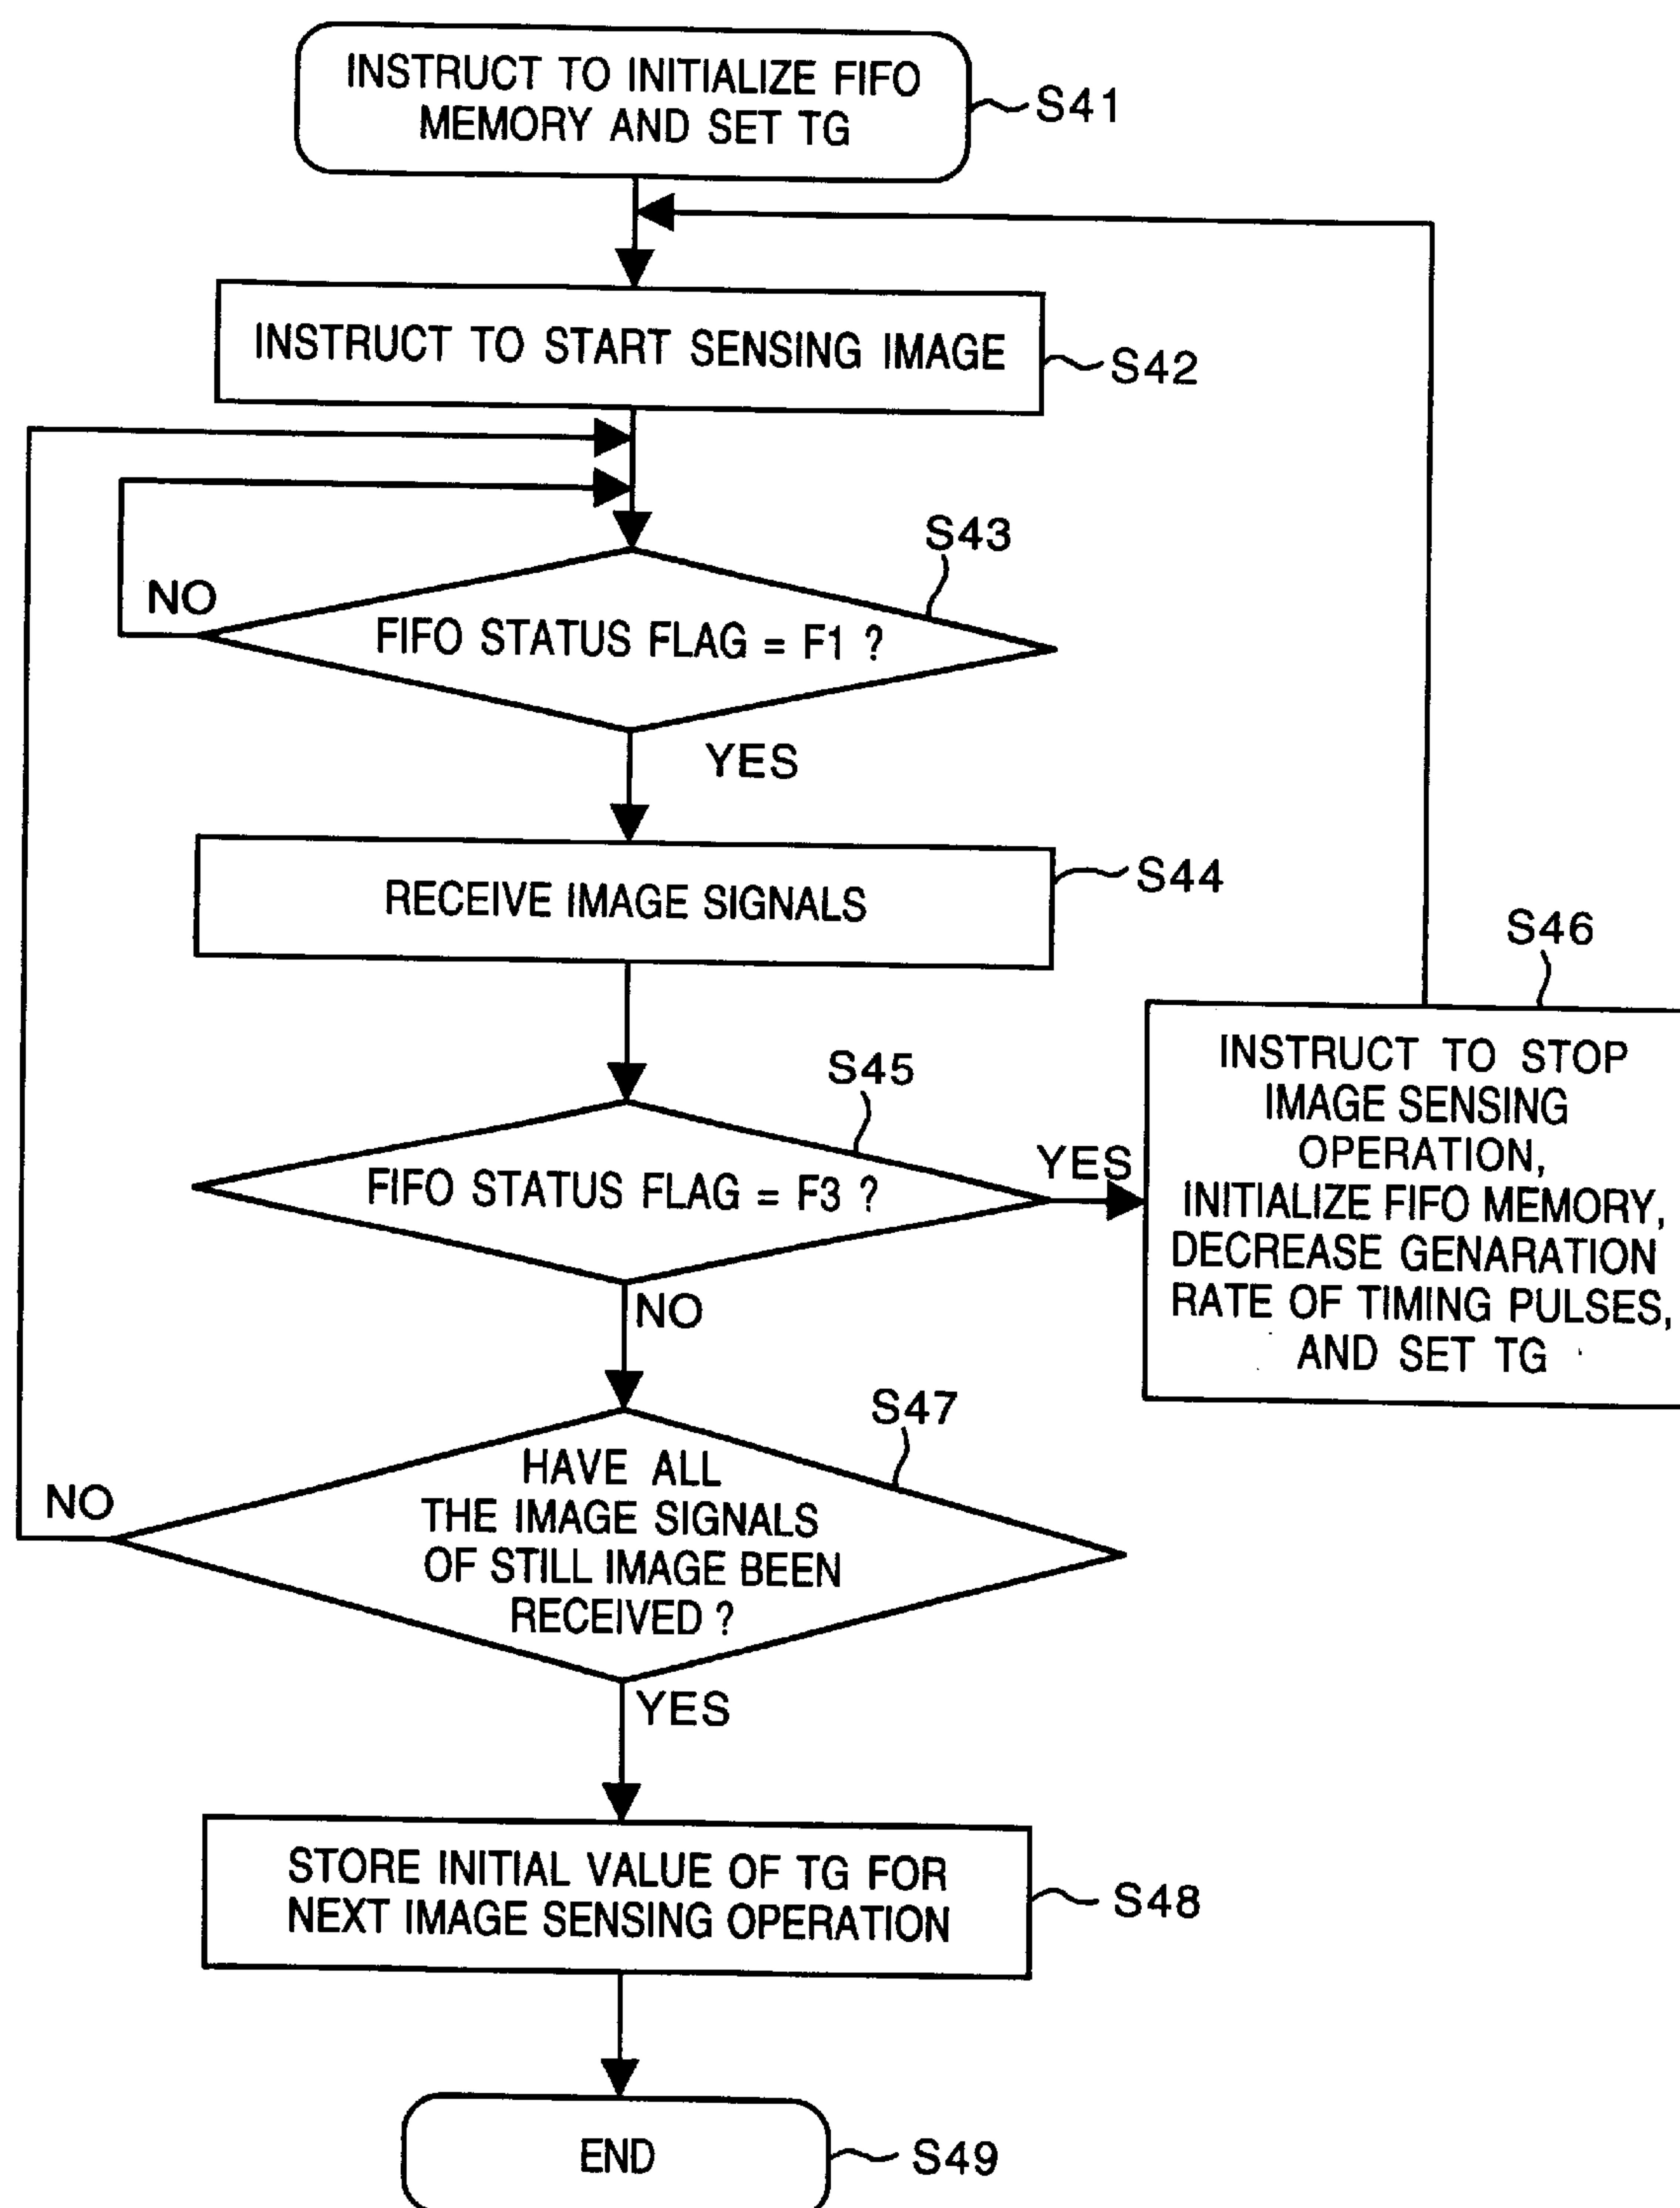 INSTRUCT TO INITIALIZE FIFO
MEMORY AND SET TG
S41
INSTRUCT TO START SENSING IMAGE
S42
S43
NO
FIFO STATUS FLAG = F1 ?
YES
RECEIVE IMAGE SIGNALS
S44
S45
FIFO STATUS FLAG = F3 ?
YES
S46
INSTRUCT TO STOP
IMAGE SENSING
OPERATION,
INITIALIZE FIFO MEMORY,
DECREASE GENARATION
RATE OF TIMING PULSES,
AND SET TG
NO
S47
HAVE ALL
THE IMAGE SIGNALS
OF STILL IMAGE BEEN
RECEIVED ?
NO
YES
STORE INITIAL VALUE OF TG FOR
NEXT IMAGE SENSING OPERATION
S48
END
S49